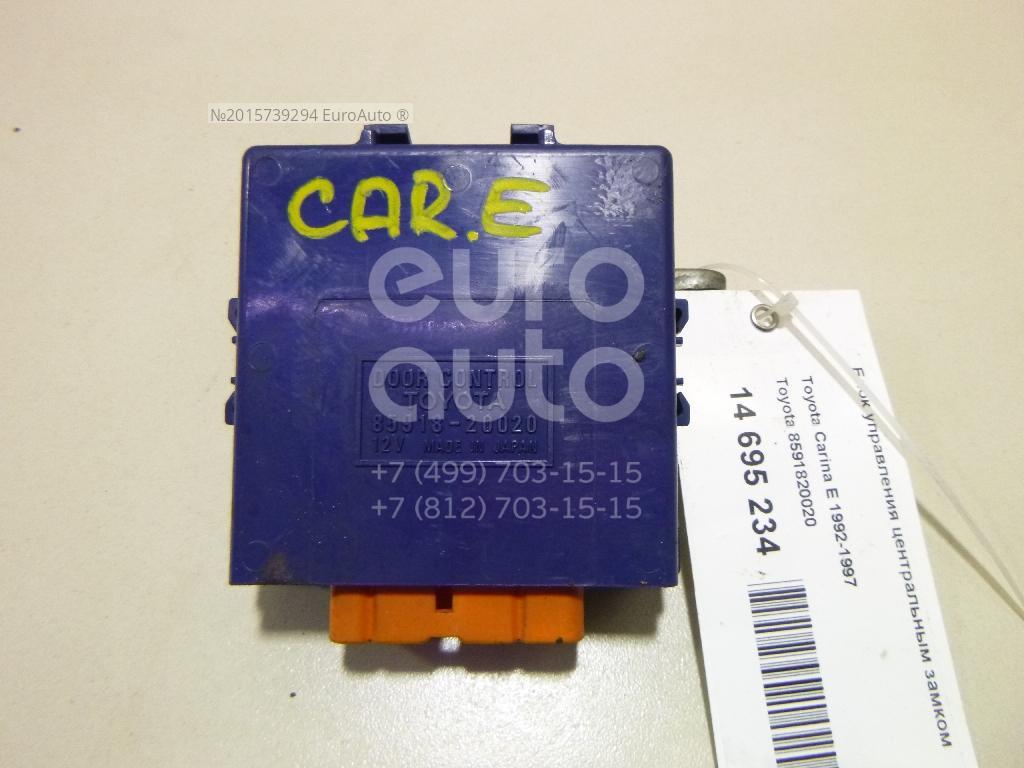 №2015739294 EuroAuto ®
CAR.E
euro
auto
DOOR CONTROL
TOYOTA
85918-20020
12V MADE IN JAPAN
+7 (499) 703-15-15
+7 (812) 703-15-15
Блок управления центральным замком
Toyota Carina E 1992-1997
Toyota 8591820020
14 695 234